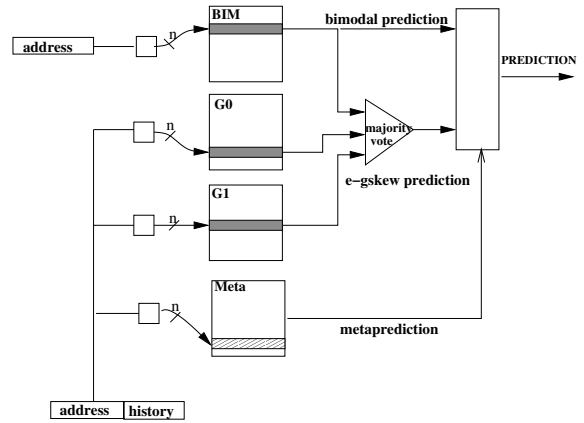 BIM
bimodal prediction
address
n
PREDICTION
G0
n
majority
vote
e-gskew prediction
G1
n
Meta
n
metaprediction
address
history